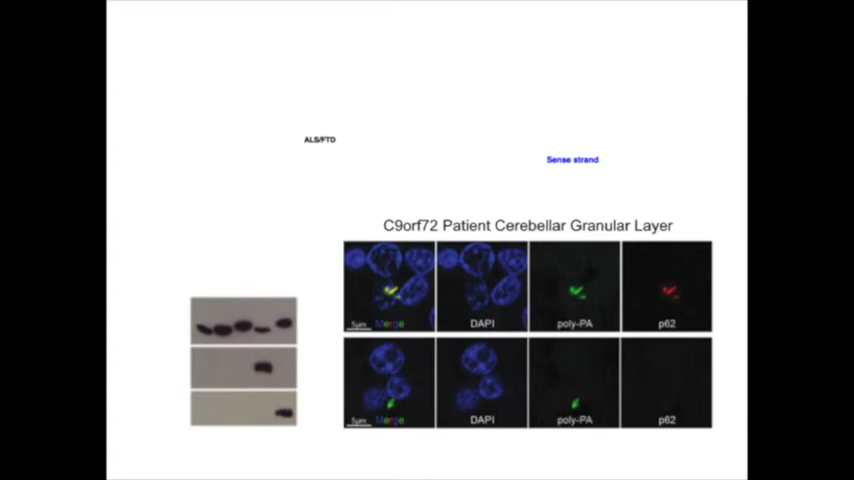 ALS/FTD
Sense strand
C9orf72 Patient Cerebellar Granular Layer
5μm Merge DAPI poly-PA p62
5μm Merge DAPI poly-PA p62